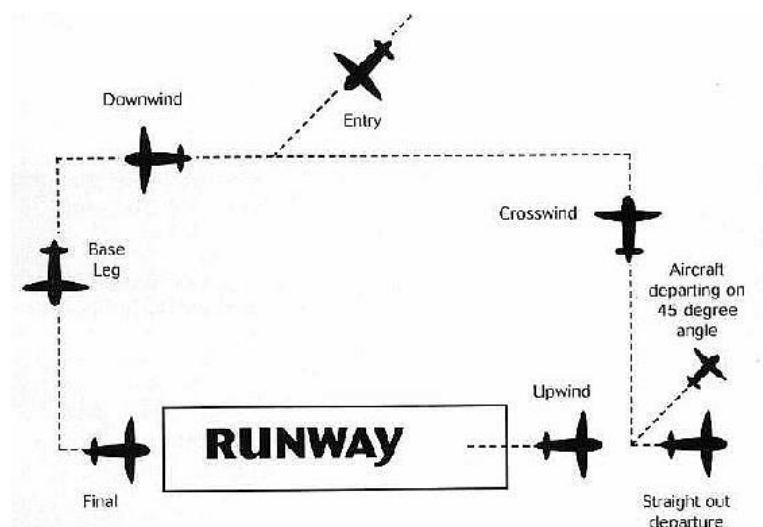 Downwind
Entry
Crosswind
Base
Leg
Aircraft
departing on
45 degree
angle
Upwind
RUNWAY
Final
Straight out
departure